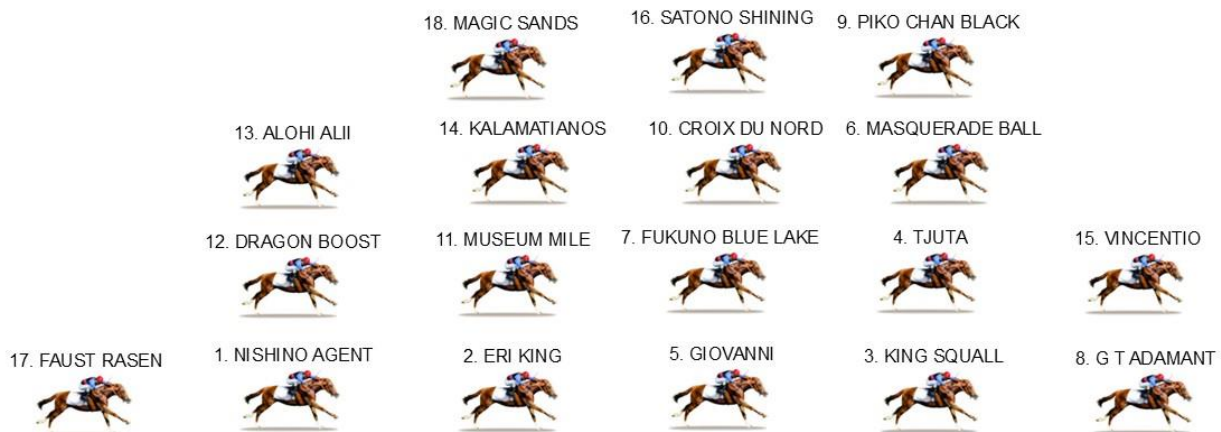 18. MAGIC SANDS
16. SATONO SHINING
9. PIKO CHAN BLACK
13. ALOHI ALII
14. KALAMATIANOS
10. CROIX DU NORD
6. MASQUERADE BALL
12. DRAGON BOOST
11. MUSEUM MILE
7. FUKUNO BLUE LAKE
4. TJUTA
15. VINCENTIO
17. FAUST RASEN
1. NISHINO AGENT
2. ERI KING
5. GIOVANNI
3. KING SQUALL
8. G T ADAMANT